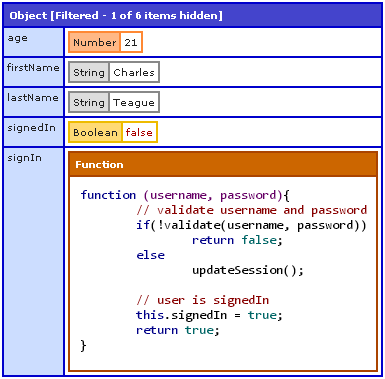 Object [Filtered - 1 of 6 items hidden]
age Number 21
firstName String Charles
lastName String Teague
signedIn Boolean false
signIn Function
function (username, password){
// validate username and password
if(!validate(username, password))
return false;
else
updateSession();
// user is signedIn
this.signedIn = true;
return true;
}